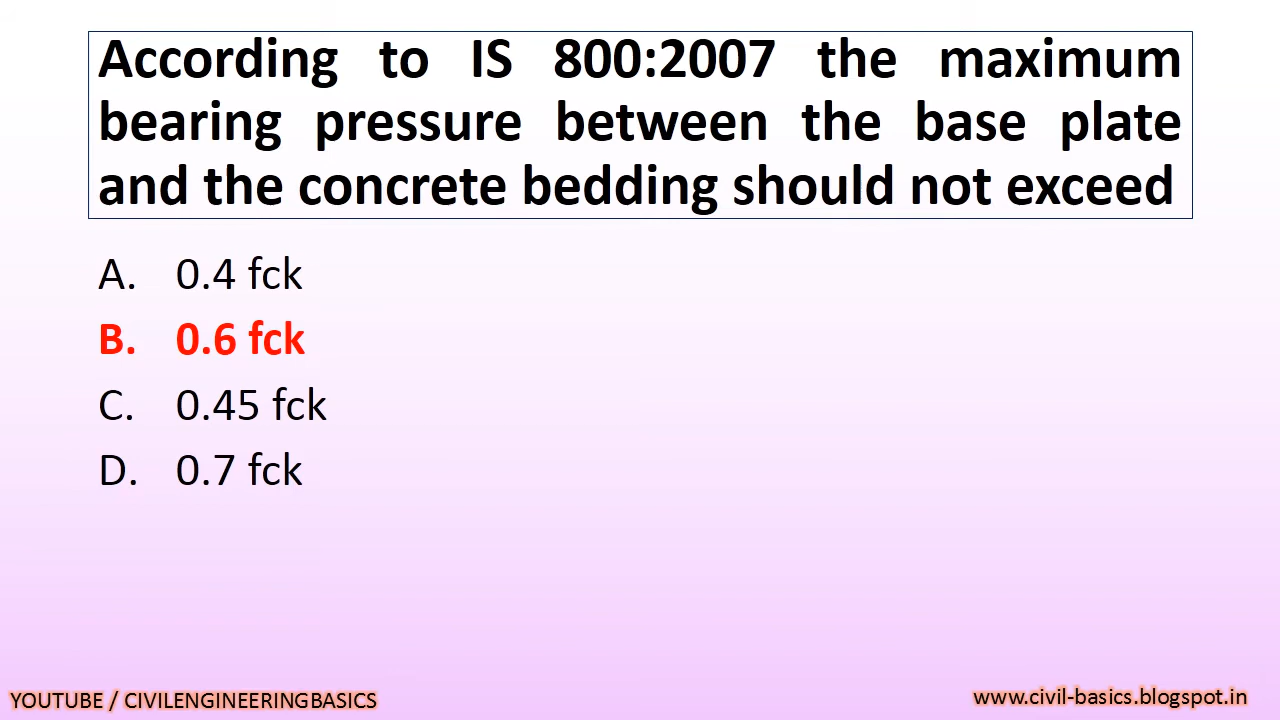 According to IS 800:2007 the maximum
bearing pressure between the base plate
and the concrete bedding should not exceed
A. 0.4 fck
B. 0.6 fck
C. 0.45 fck
D. 0.7 fck
YOUTUBE / CIVILENGINEERINGBASICS
www.civil-basics.blogspot.in